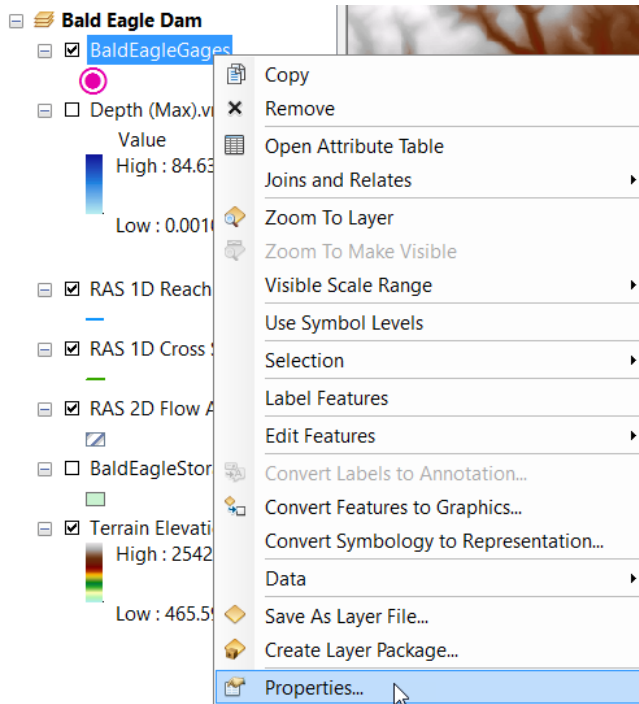 Bald Eagle Dam
BaldEagleGages
Depth (Max).
Value
High : 84.63
Low : 0.001
RAS 1D Reach
RAS 1D Cross
RAS 2D Flow
BaldEagleStor
Terrain Elevati
High : 2542
Low : 465.5
Copy
Remove
Open Attribute Table
Joins and Relates
Zoom To Layer
Zoom To Make Visible
Visible Scale Range
Use Symbol Levels
Selection
Label Features
Edit Features
Convert Labels to Annotation...
Convert Features to Graphics...
Convert Symbology to Representation...
Data
Save As Layer File...
Create Layer Package...
Properties...